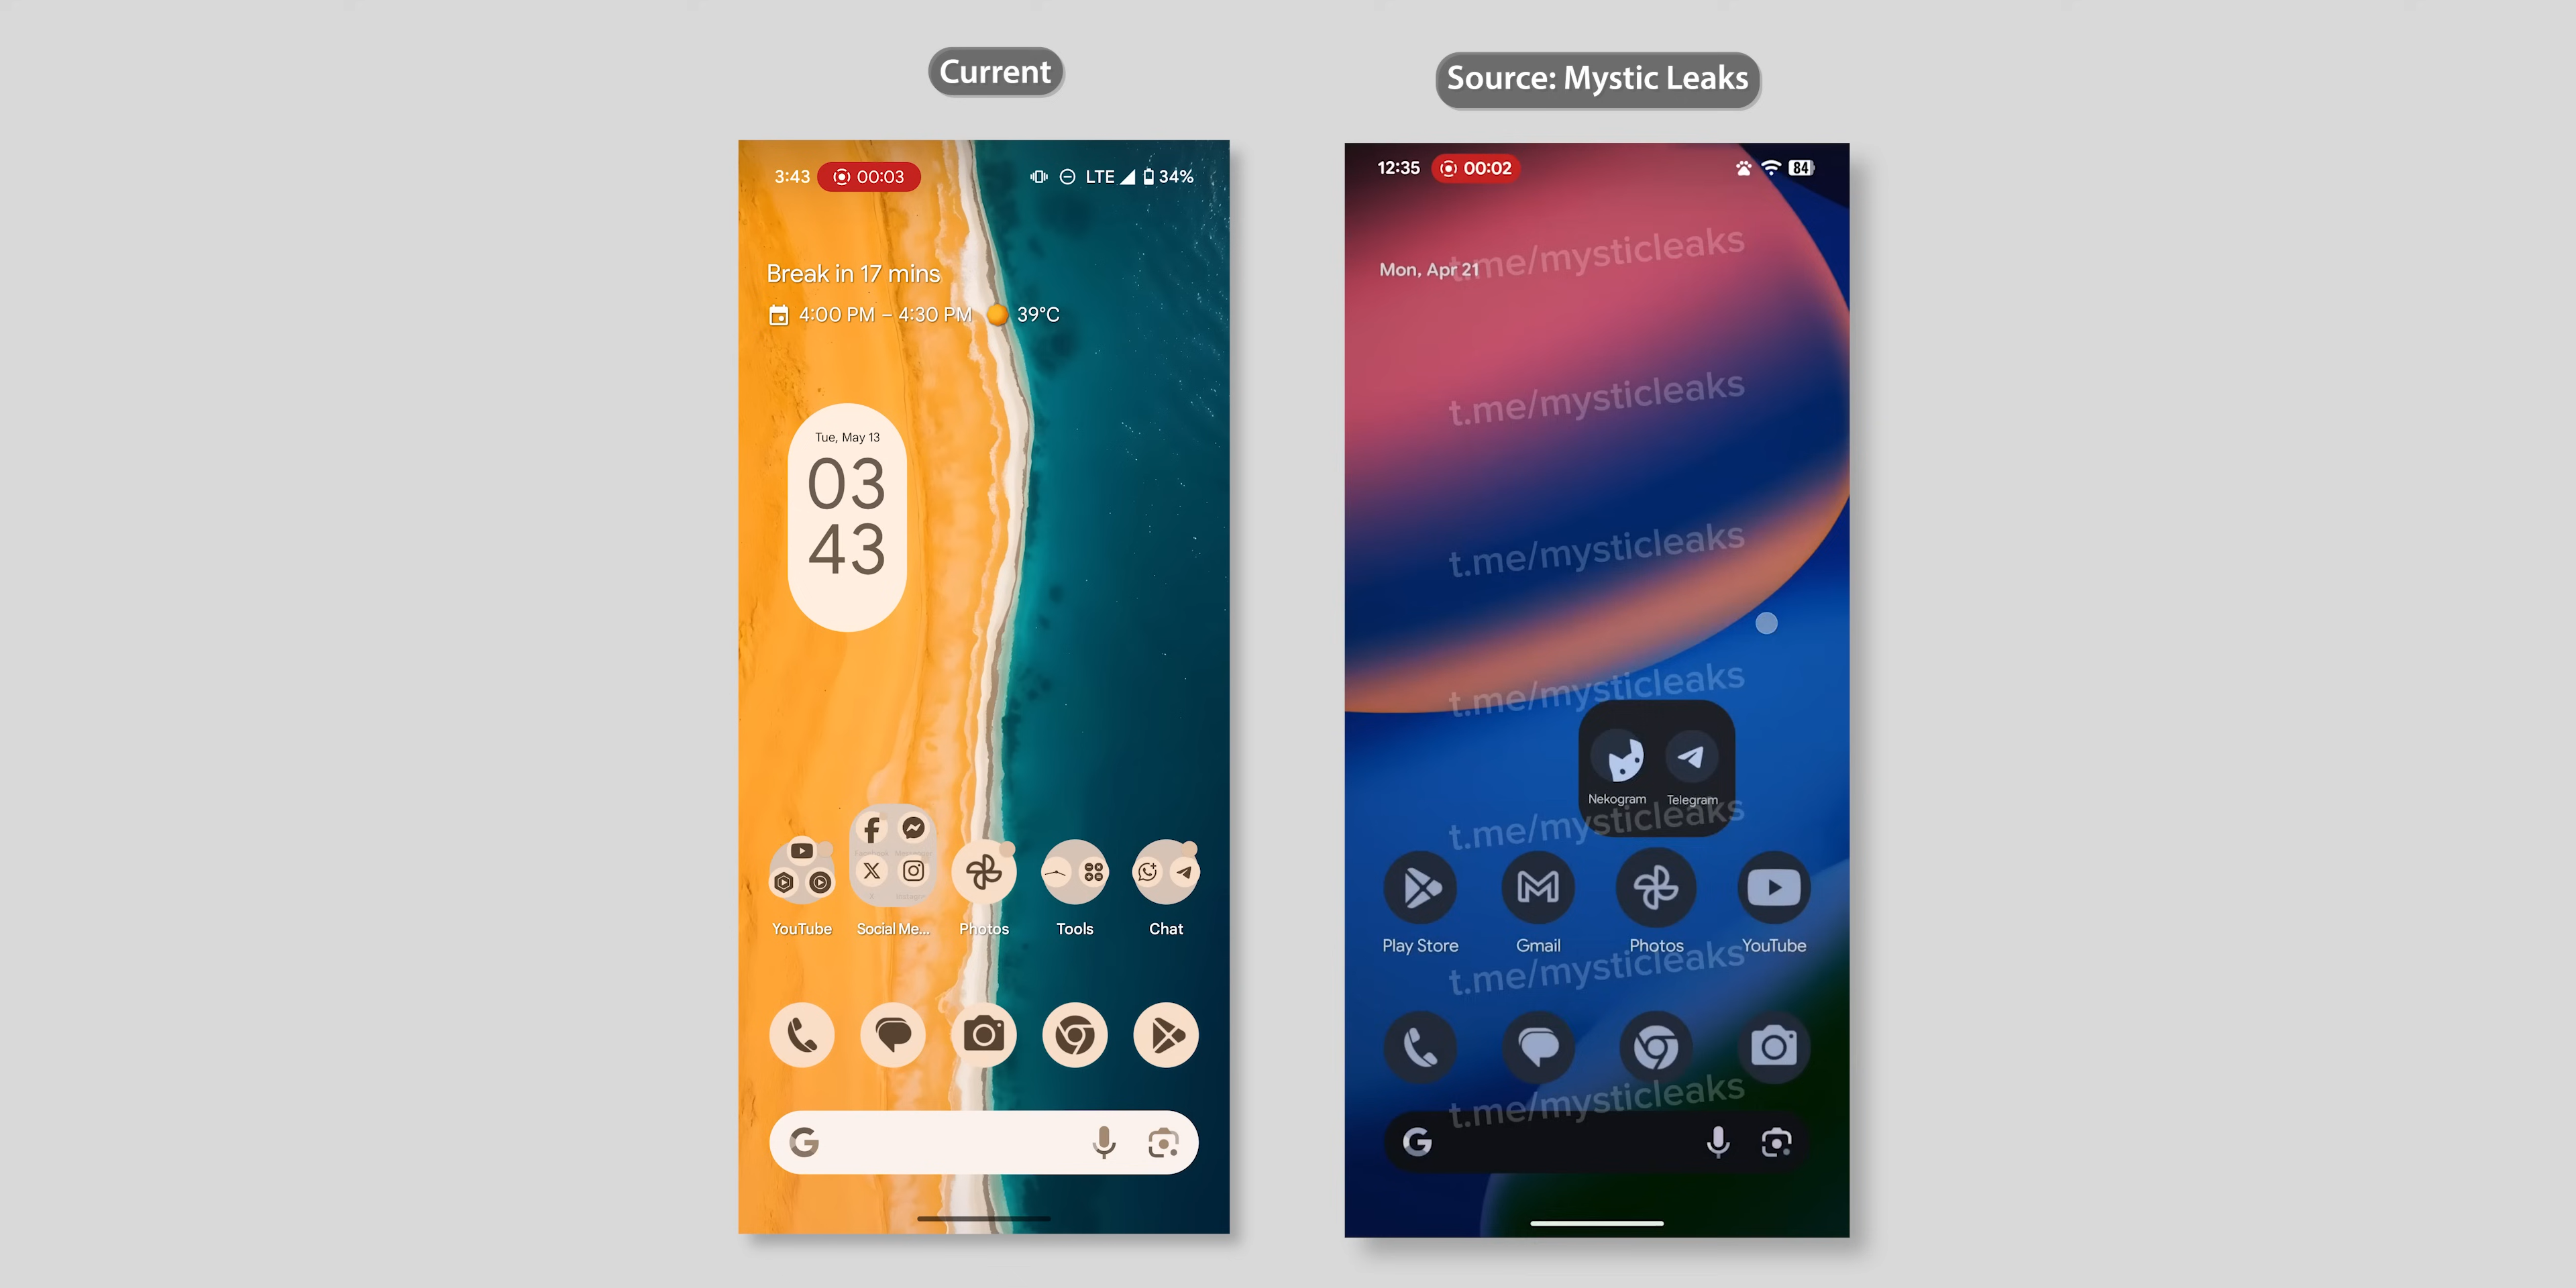 Current
3:43 00:03 LTE 34%
Break in 17 mins
4:00 PM – 4:30 PM 39°C
Tue, May 13
03
43
YouTube Social Me... Photos Tools Chat
Source: Mystic Leaks
12:35 00:02 84
t.me/mysticleaks
Mon, Apr 21
t.me/mysticleaks
t.me/mysticleaks
t.me/mysticleaks
Nekogram Telegram
t.me/mysticleaks
Play Store Gmail Photos YouTube
t.me/mysticleaks
t.me/mysticleaks